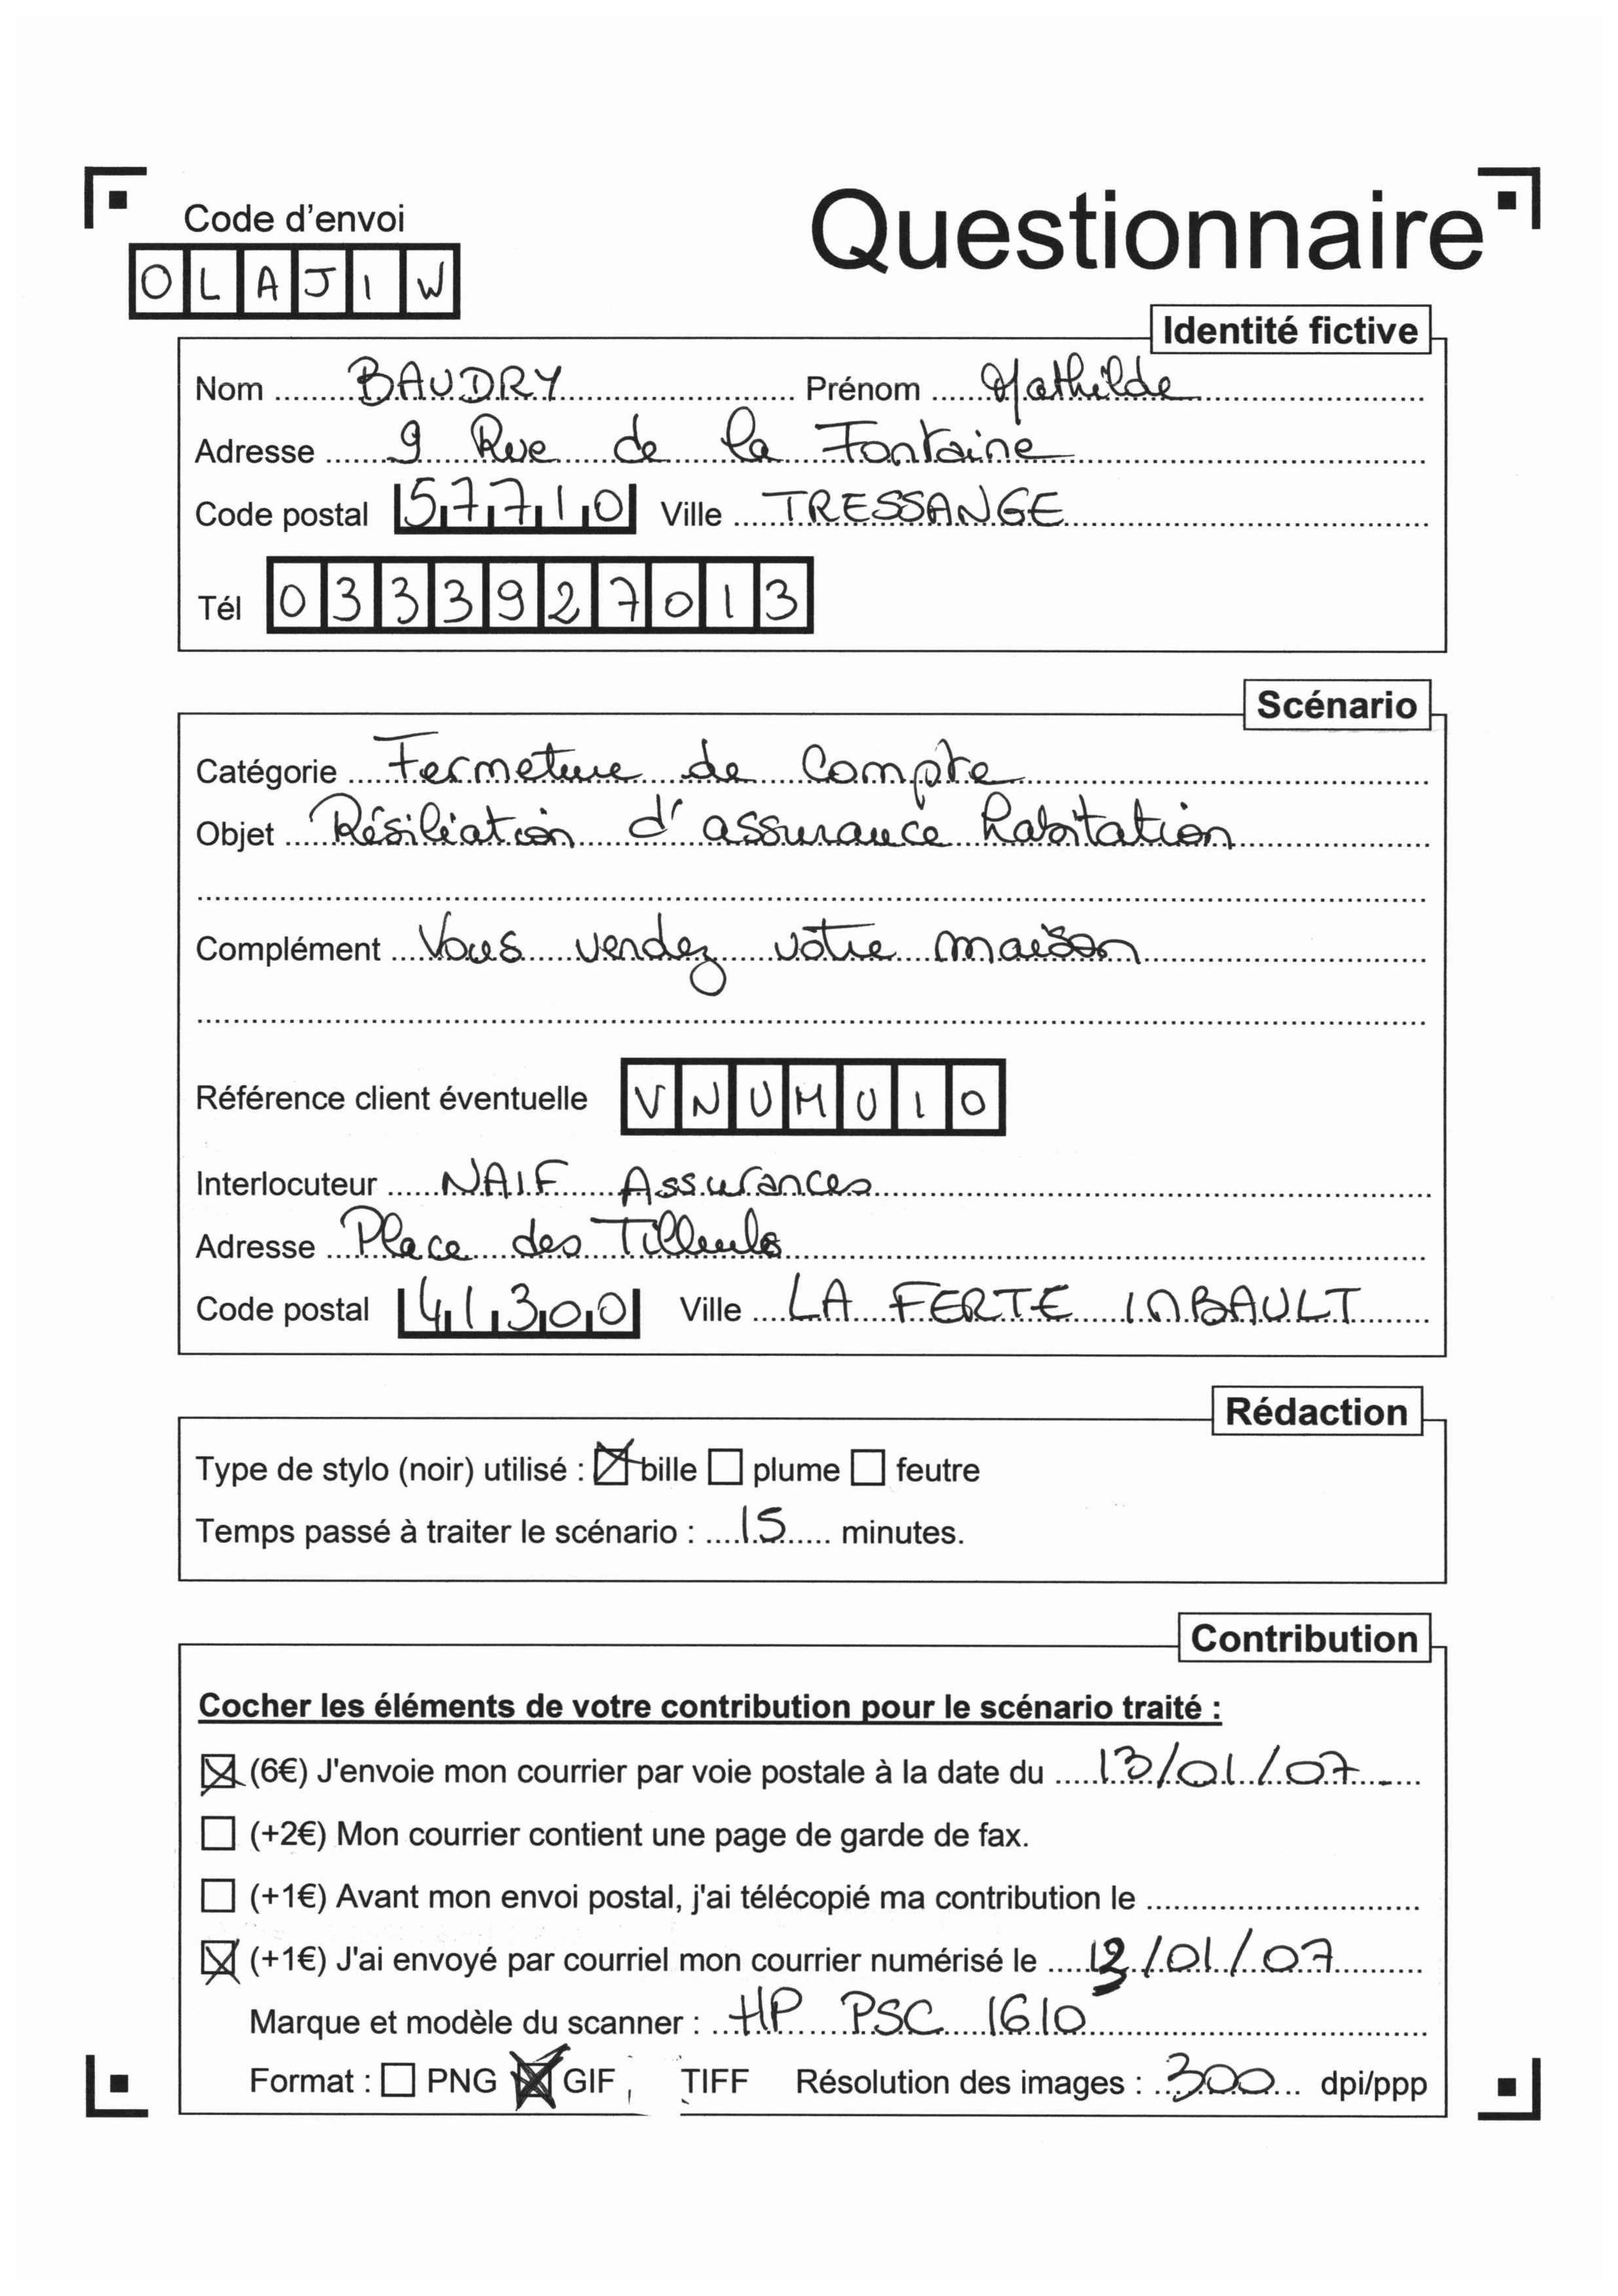 Code d'envoi
Questionnaire
OLAJIW
Identité fictive
Nom BAUDRY Prénom Mathilde
Adresse 9 Rue de la Fontaine
Code postal 57710 Ville TRESSANGE
Tél 0333927013
Scénario
Catégorie Fermeture de Compte
Objet Résiliation d'assurance habitation
Complément Vous vendez votre maison
Référence client éventuelle VNUMU10
Interlocuteur NAIF Assurances
Adresse Place des Tilleuls
Code postal 41300 Ville LA FERTE IMBAULT
Rédaction
Type de stylo (noir) utilisé : bille plume feutre
Temps passé à traiter le scénario : 15 minutes.
Contribution
Cocher les éléments de votre contribution pour le scénario traité :
(6€) J'envoie mon courrier par voie postale à la date du 13/01/07
(+2€) Mon courrier contient une page de garde de fax.
(+1€) Avant mon envoi postal, j'ai télécopié ma contribution le
(+1€) J'ai envoyé par courriel mon courrier numérisé le 13/01/07
Marque et modèle du scanner : HP PSC 1610
Format : PNG GIF TIFF Résolution des images : 300 dpi/ppp